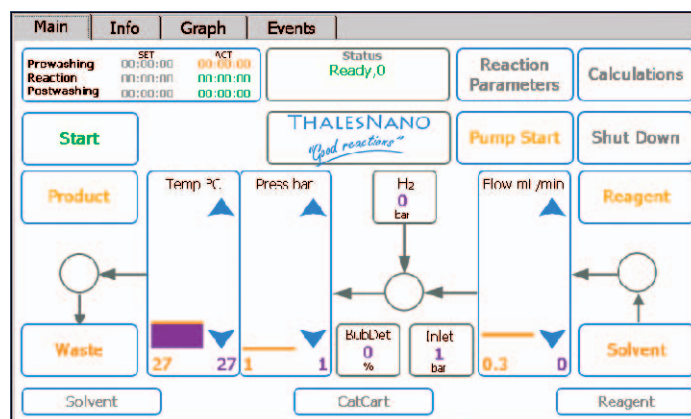 Main Info Graph Events
SET ACT
Prewashing 00:00:00 00:00:00
Reaction 00:00:00 00:00:00
Postwashing 00:00:00 00:00:00
Status
Ready,0
Reaction
Parameters
Calculations
Start
THALESNANO
"Good reactions"
Pump Start
Shut Down
Product
Temp PC
Press bar
H2
0
bar
Flow mL/min
Reagent
Waste
27 27
1 1
BubDet
0
%
Inlet
1
bar
0.3 0
Solvent
Solvent
CatCart
Reagent